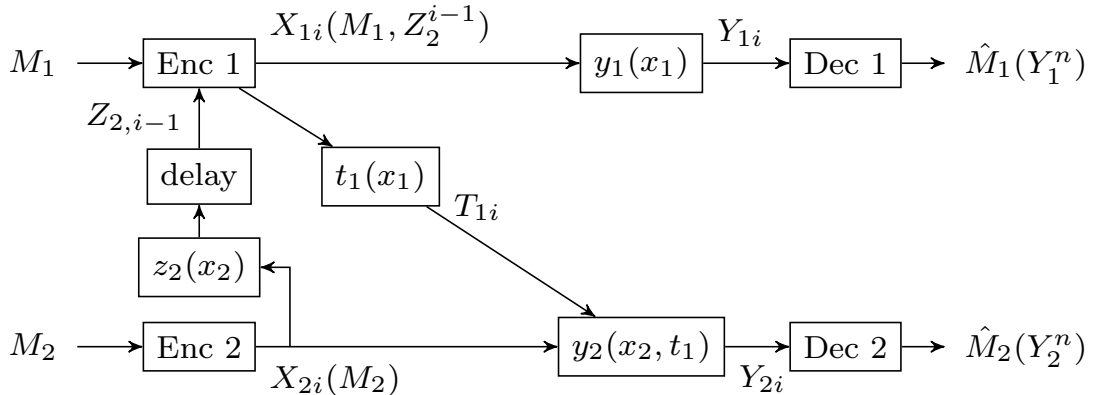 X_{1i}(M_1, Z_2^{i-1})
Y_{1i}
M_1
Enc 1
y_1(x_1)
Dec 1
\hat{M}_1(Y_1^n)
Z_{2,i-1}
delay
t_1(x_1)
T_{1i}
z_2(x_2)
M_2
Enc 2
y_2(x_2, t_1)
Dec 2
\hat{M}_2(Y_2^n)
X_{2i}(M_2)
Y_{2i}